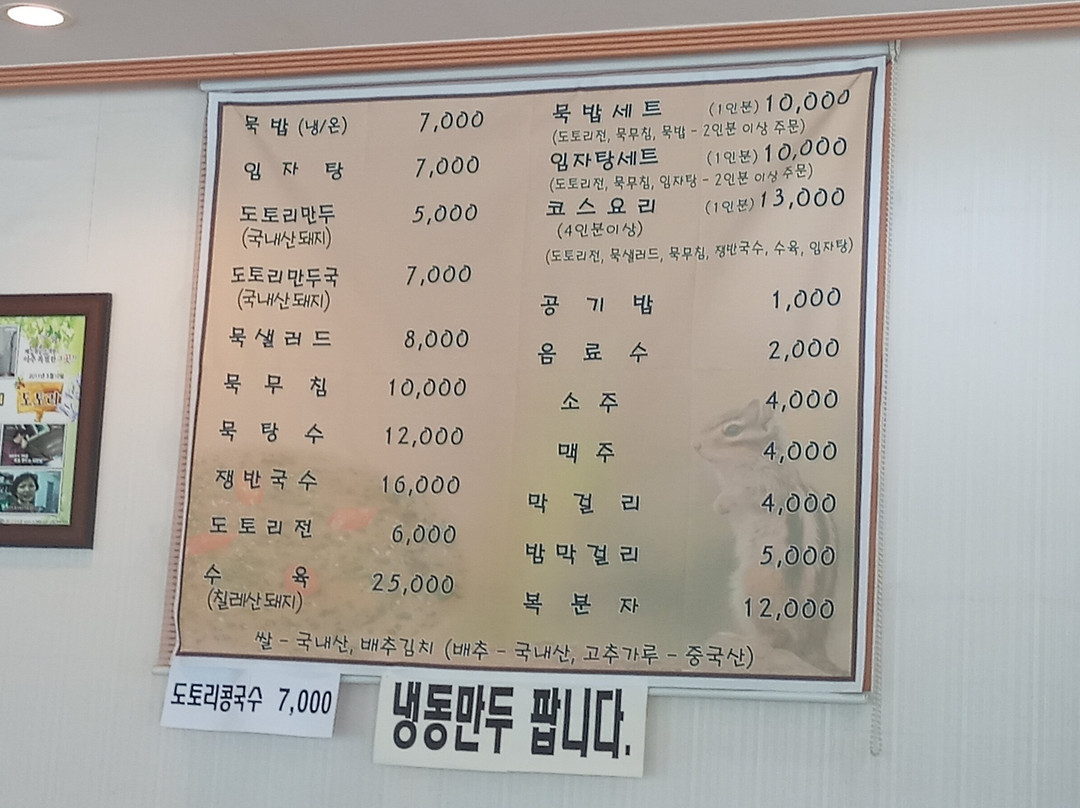 묵밥 (냉/온) 7,000
임자탕 7,000
도토리만두 5,000
(국내산돼지)
도토리만두국 7,000
(국내산돼지)
묵샐러드 8,000
묵무침 10,000
묵탕수 12,000
쟁반국수 16,000
도토리전 6,000
수육 25,000
(칠레산돼지)
묵밥세트 (1인분) 10,000
(도토리전, 묵무침, 묵밥 - 2인분 이상 주문)
임자탕세트 (1인분) 10,000
(도토리전, 묵무침, 임자탕 - 2인분 이상 주문)
코스요리 (1인분) 13,000
(4인분이상)
(도토리전, 묵샐러드, 묵무침, 쟁반국수, 수육, 임자탕)
공기밥 1,000
음료수 2,000
소주 4,000
맥주 4,000
막걸리 4,000
밤막걸리 5,000
복분자 12,000
쌀 - 국내산, 배추김치 (배추 - 국내산, 고추가루 - 중국산)
도토리콩국수 7,000
냉동만두 팝니다.
도토리